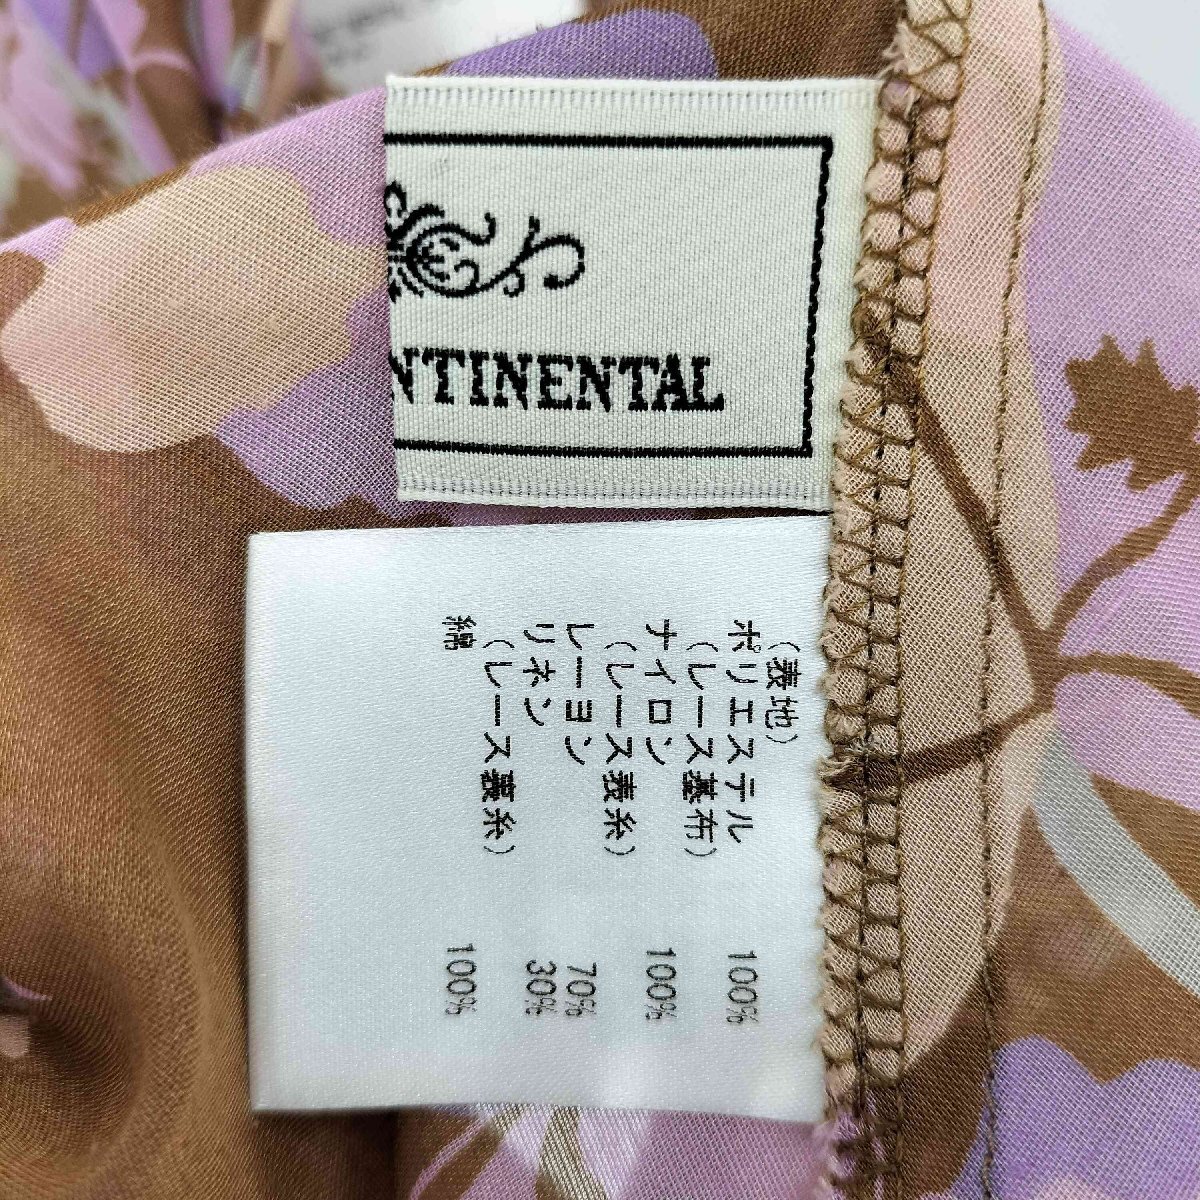 NTINENTAL
(表地)
ポリエステル 100%
(レース基布)
ナイロン 100%
(レース表糸)
レーヨン 70%
リネン 30%
(レース裏糸)
綿 100%